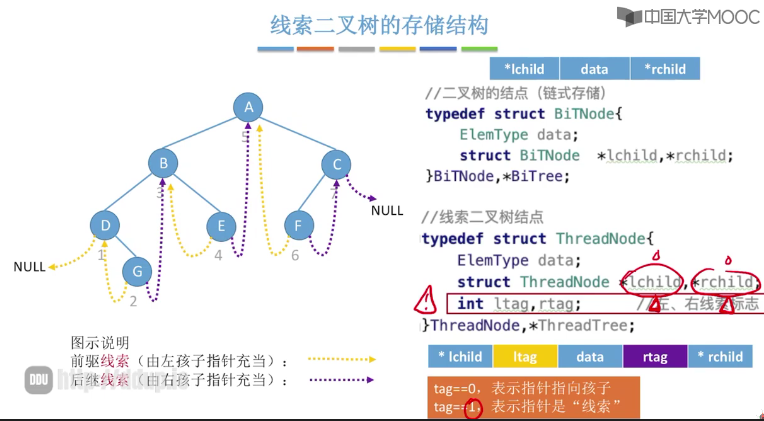 线索二叉树的存储结构
中国大学MOOC
*lchild data *rchild
//二叉树的结点（链式存储）
typedef struct BiTNode{
ElemType data;
struct BiTNode *lchild,*rchild;
}BiTNode,*BiTree;
//线索二叉树结点
typedef struct ThreadNode{
ElemType data;
struct ThreadNode *lchild,*rchild,
int ltag,rtag; //左、右线索标志
}ThreadNode,*ThreadTree;
* lchild ltag data rtag * rchild
tag==0，表示指针指向孩子
tag==1，表示指针是“线索”
A
5
B
3
C
7
NULL
D
1
E
4
F
6
NULL
G
2
图示说明
前驱线索（由左孩子指针充当）：
后继线索（由右孩子指针充当）：